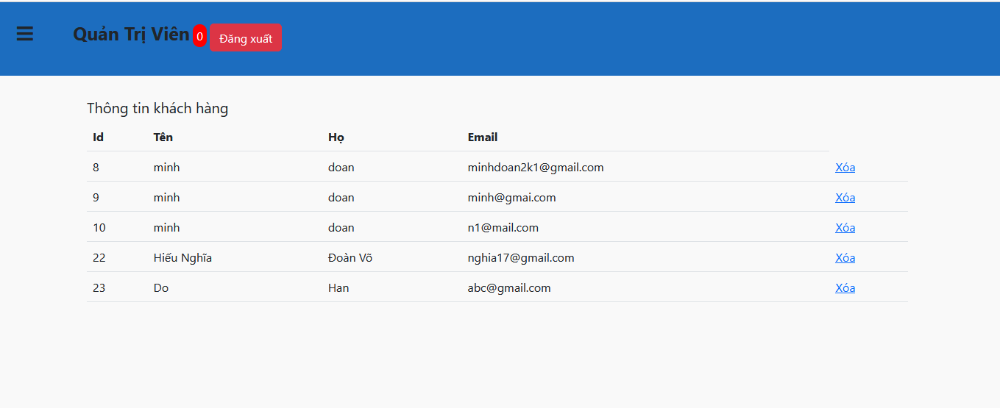 Quản Trị Viên 0 Đăng xuất
Thông tin khách hàng
Id Tên Họ Email
8 minh doan minhdoan2k1@gmail.com Xóa
9 minh doan minh@gmai.com Xóa
10 minh doan n1@mail.com Xóa
22 Hiếu Nghĩa Đoàn Võ nghia17@gmail.com Xóa
23 Do Han abc@gmail.com Xóa